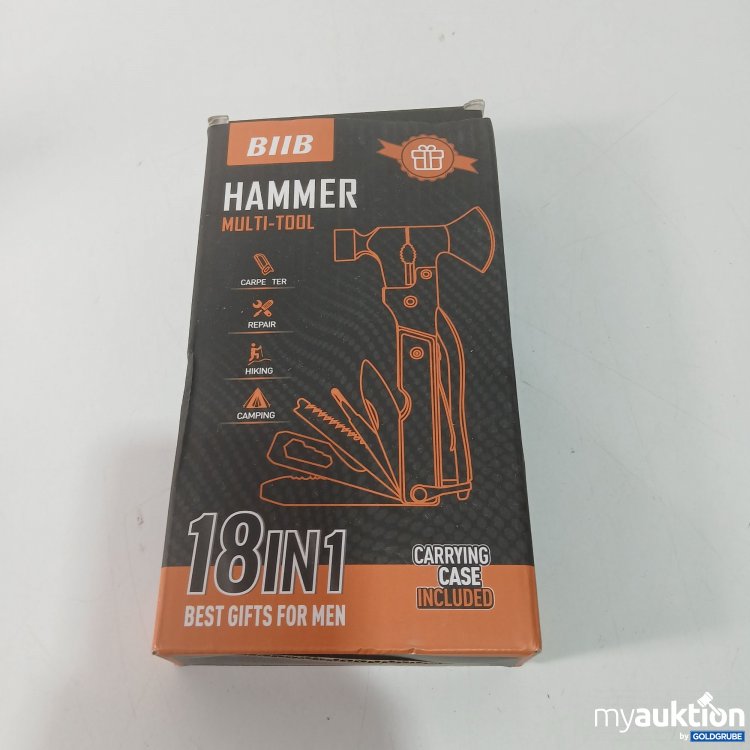 BIIB
HAMMER
MULTI-TOOL
CARPE TER
REPAIR
HIKING
CAMPING
18IN1
BEST GIFTS FOR MEN
CARRYING
CASE
INCLUDED
myauktion
by GOLDGRUBE